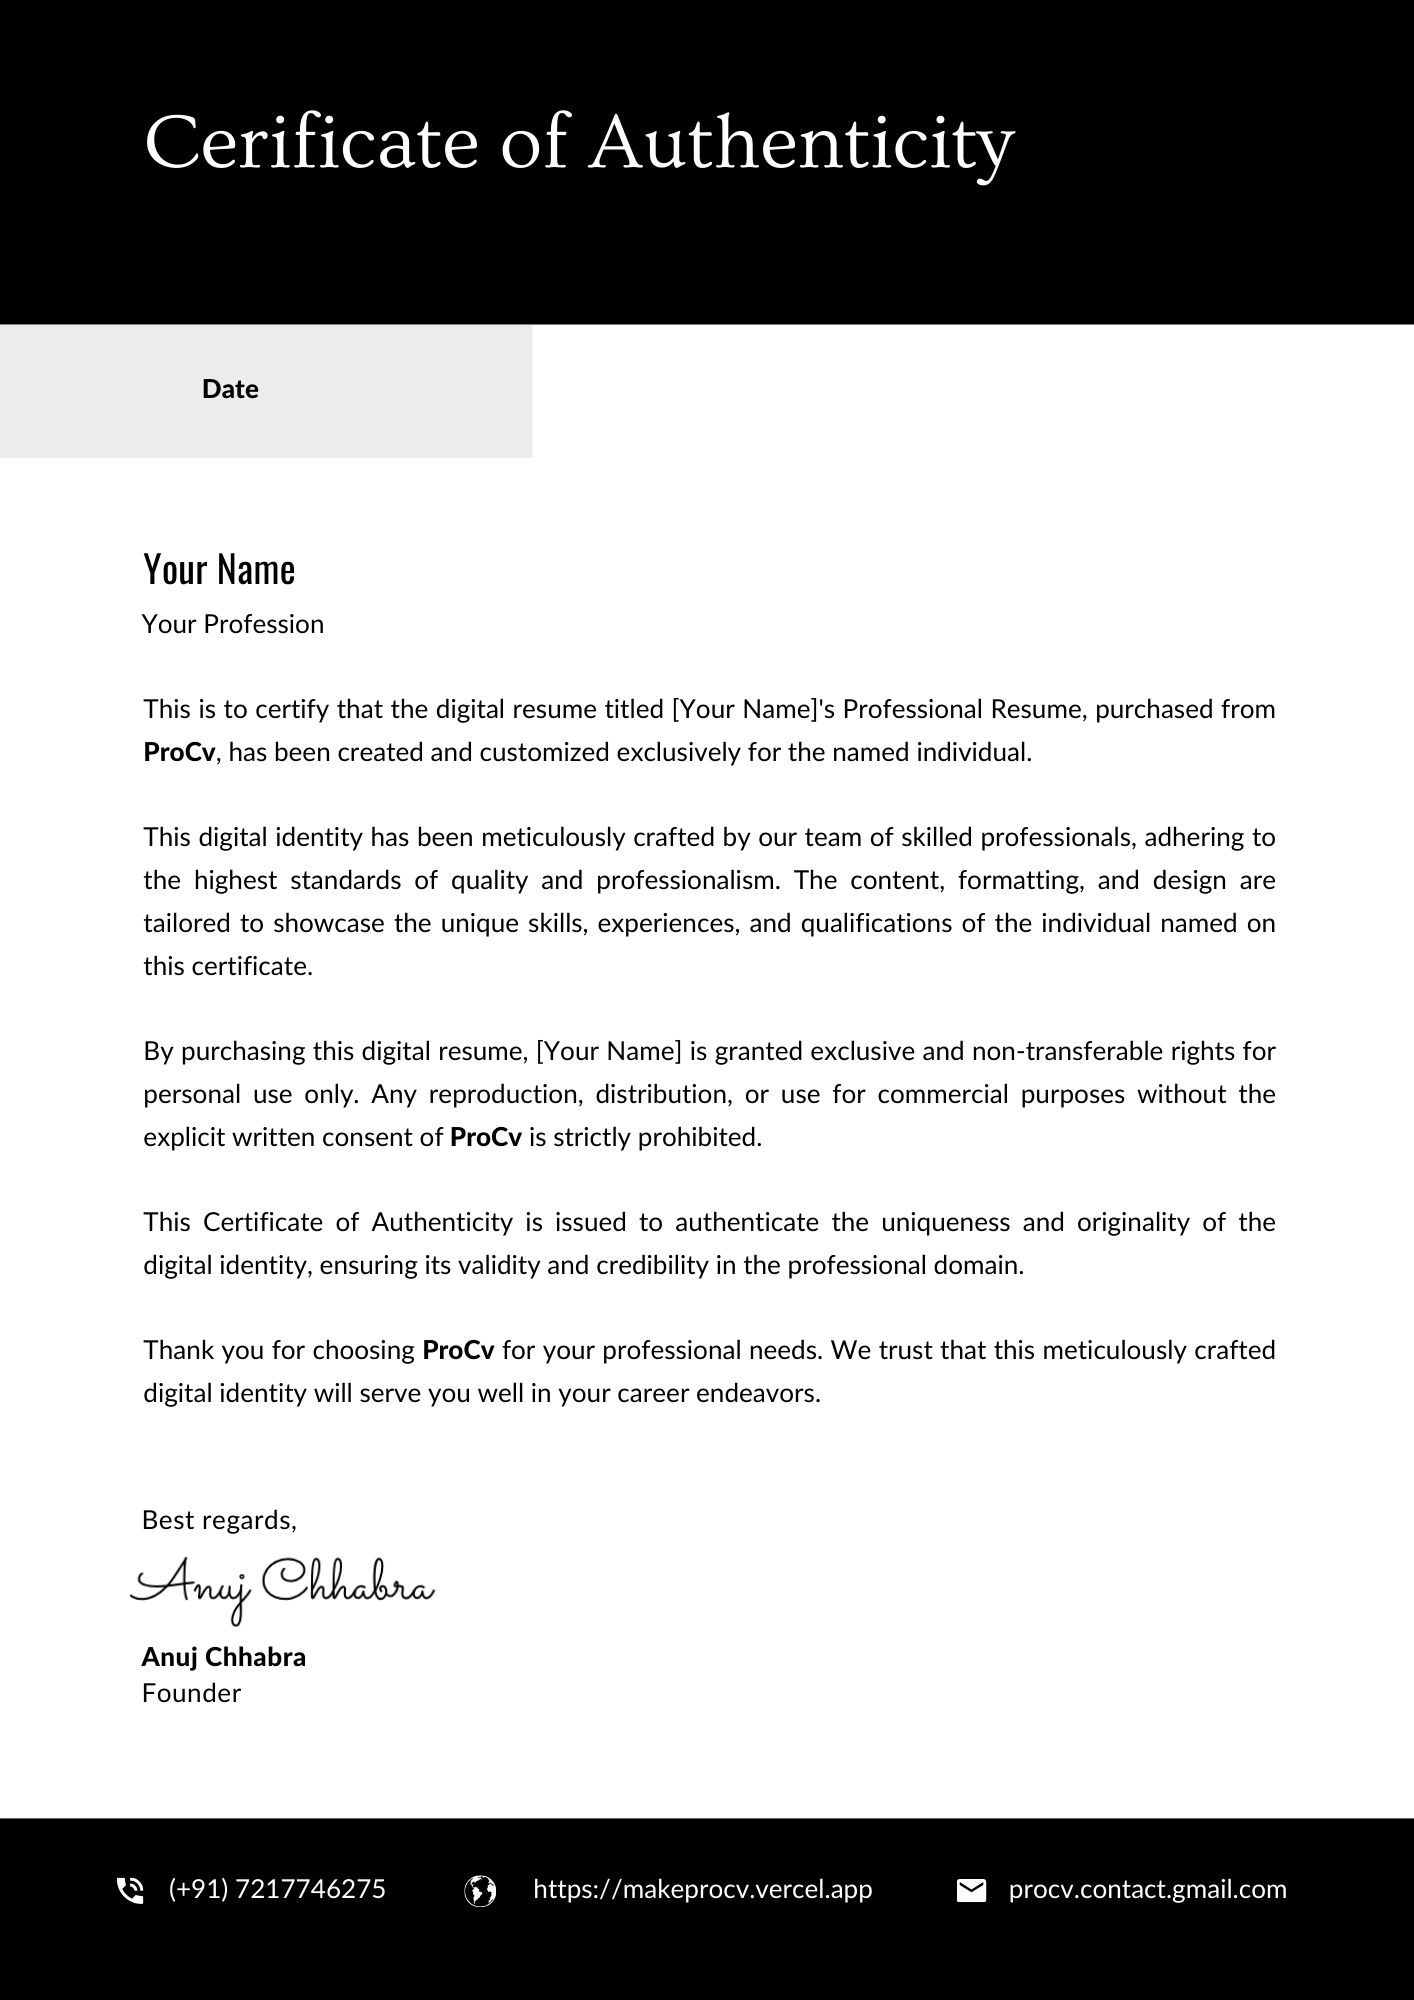 Cerificate of Authenticity
Date
Your Name
Your Profession
This is to certify that the digital resume titled [Your Name]'s Professional Resume, purchased from
ProCv, has been created and customized exclusively for the named individual.
This digital identity has been meticulously crafted by our team of skilled professionals, adhering to
the highest standards of quality and professionalism. The content, formatting, and design are
tailored to showcase the unique skills, experiences, and qualifications of the individual named on
this certificate.
By purchasing this digital resume, [Your Name] is granted exclusive and non-transferable rights for
personal use only. Any reproduction, distribution, or use for commercial purposes without the
explicit written consent of ProCv is strictly prohibited.
This Certificate of Authenticity is issued to authenticate the uniqueness and originality of the
digital identity, ensuring its validity and credibility in the professional domain.
Thank you for choosing ProCv for your professional needs. We trust that this meticulously crafted
digital identity will serve you well in your career endeavors.
Best regards,
Anuj Chhabra
Anuj Chhabra
Founder
(+91) 7217746275 https://makeprocv.vercel.app procv.contact.gmail.com